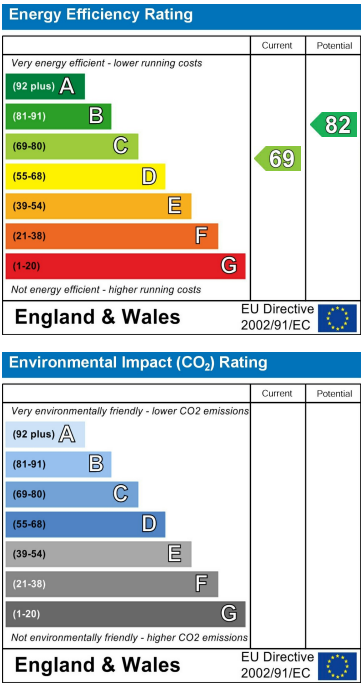 Energy Efficiency Rating
Current Potential
Very energy efficient - lower running costs
(92 plus) A
(81-91) B
82
(69-80) C
69
(55-68) D
(39-54) E
(21-38) F
(1-20) G
Not energy efficient - higher running costs
England & Wales
EU Directive
2002/91/EC
Environmental Impact (CO₂) Rating
Current Potential
Very environmentally friendly - lower CO2 emissions
(92 plus) A
(81-91) B
(69-80) C
(55-68) D
(39-54) E
(21-38) F
(1-20) G
Not environmentally friendly - higher CO2 emissions
England & Wales
EU Directive
2002/91/EC